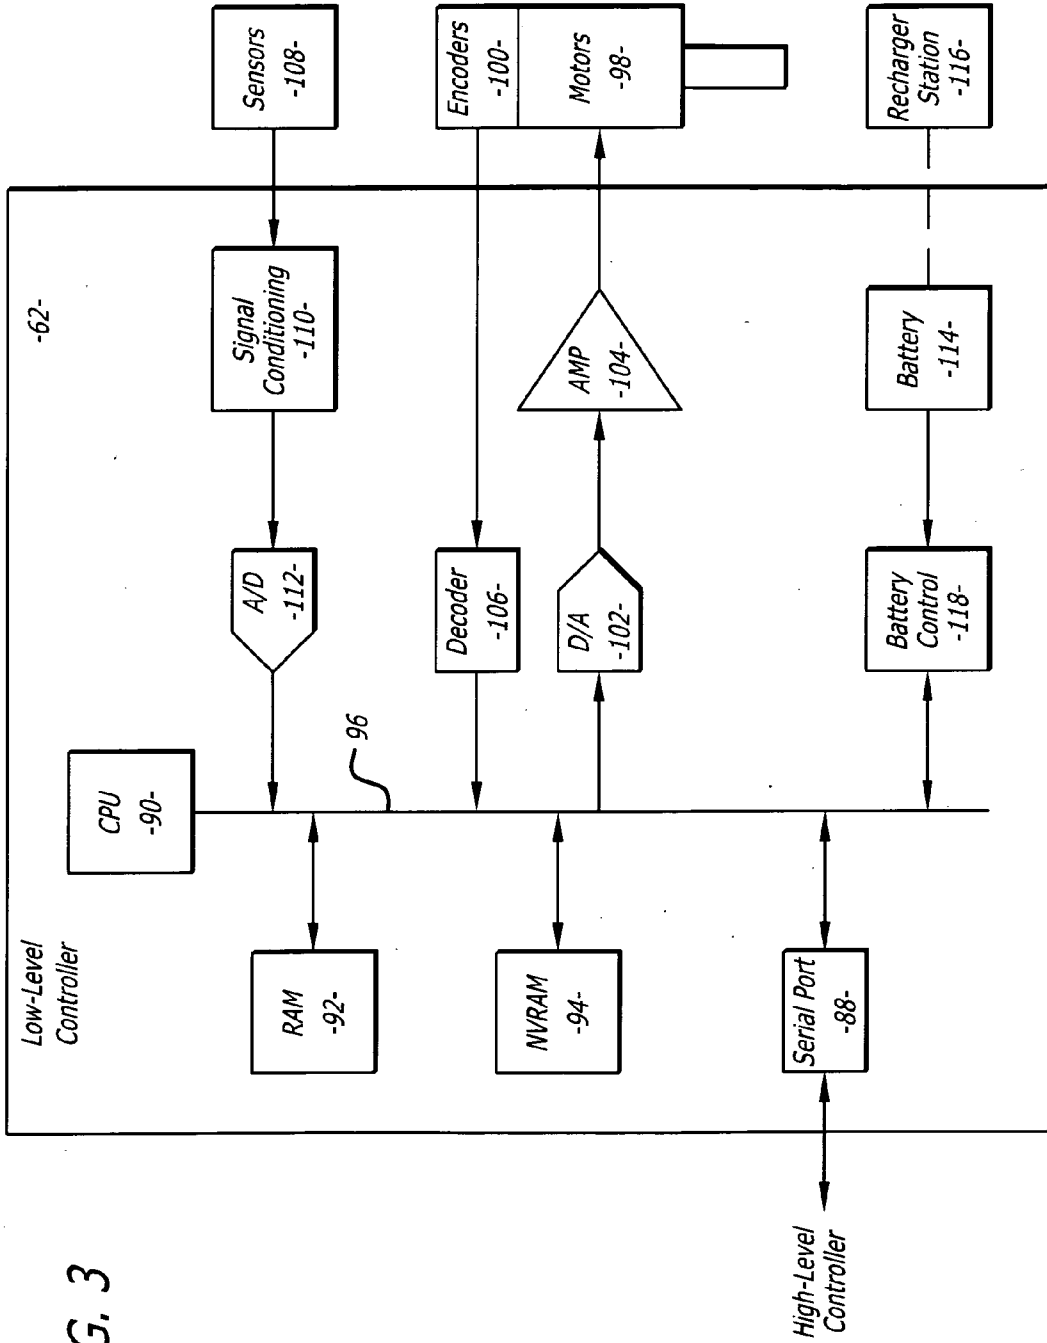 G. 3
Low-Level
Controller
-62-
CPU
-90-
RAM
-92-
A/D
-112-
Signal
Conditioning
-110-
Sensors
-108-
96
NVRAM
-94-
Decoder
-106-
Encoders
-100-
D/A
-102-
AMP
-104-
Motors
-98-
High-Level
Controller
Serial Port
-88-
Battery
Control
-118-
Battery
-114-
Recharger
Station
-116-